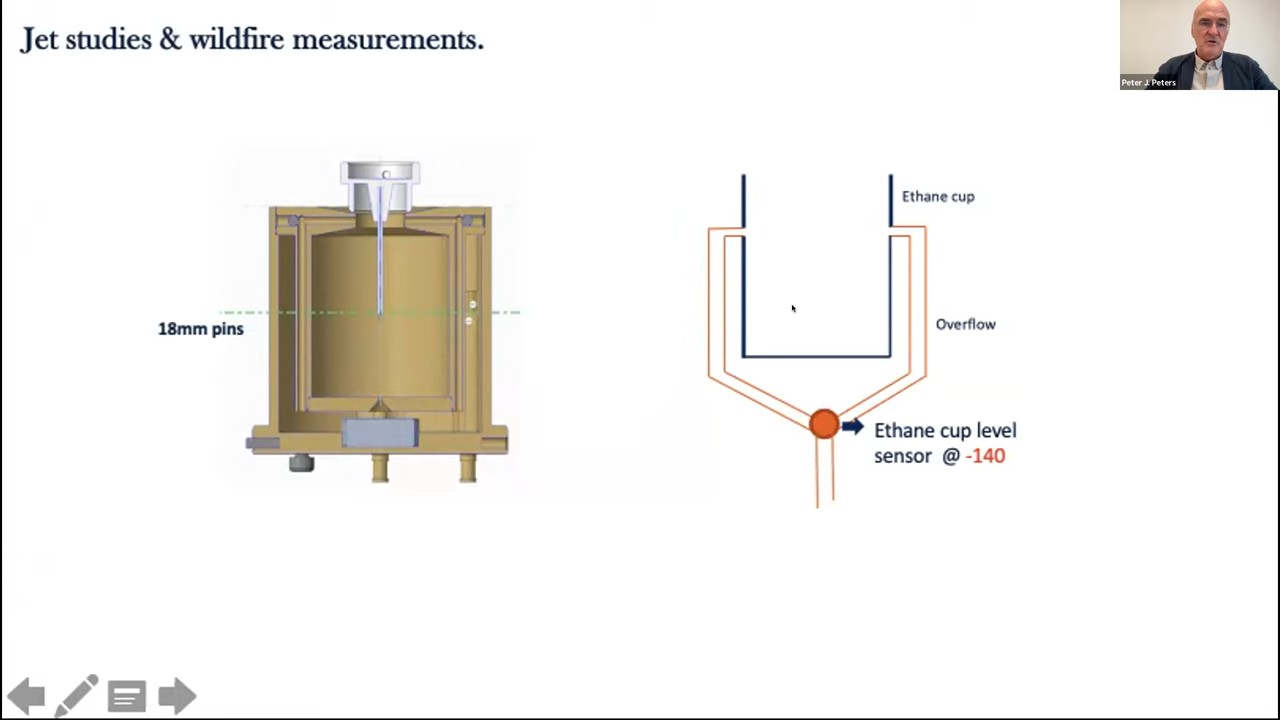 Jet studies & wildfire measurements.
Peter J. Peters
Ethane cup
18mm pins
Overflow
Ethane cup level
sensor @ -140